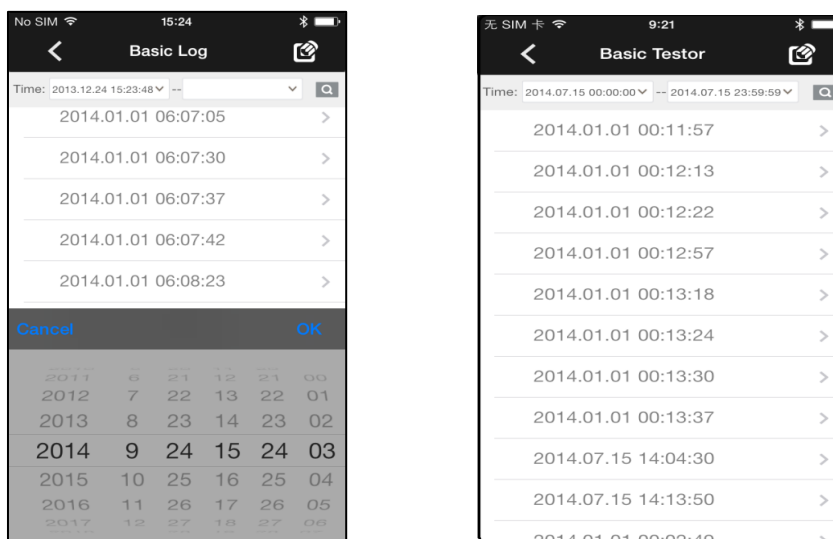 No SIM 15:24
Basic Log
Time: 2013.12.24 15:23:48 --
2014.01.01 06:07:05
2014.01.01 06:07:30
2014.01.01 06:07:37
2014.01.01 06:07:42
2014.01.01 06:08:23
Cancel OK
2011 6 21 12 21 00
2012 7 22 13 22 01
2013 8 23 14 23 02
2014 9 24 15 24 03
2015 10 25 16 25 04
2016 11 26 17 26 05
2017 12 27 18 27 06
无 SIM 卡 9:21
Basic Testor
Time: 2014.07.15 00:00:00 -- 2014.07.15 23:59:59
2014.01.01 00:11:57
2014.01.01 00:12:13
2014.01.01 00:12:22
2014.01.01 00:12:57
2014.01.01 00:13:18
2014.01.01 00:13:24
2014.01.01 00:13:30
2014.01.01 00:13:37
2014.07.15 14:04:30
2014.07.15 14:13:50